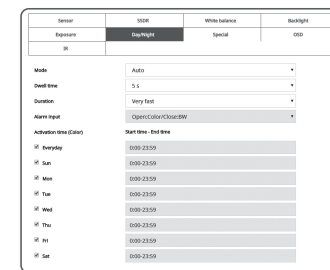 Sensor SSDR White balance Backlight
Exposure Day/Night Special OSD
IR
Mode Auto
Dwell time 5 s
Duration Very fast
Alarm input Open:Color/Close:BW
Activation time (Color) Start time - End time
Everyday 0:00-23:59
Sun 0:00-23:59
Mon 0:00-23:59
Tue 0:00-23:59
Wed 0:00-23:59
Thu 0:00-23:59
Fri 0:00-23:59
Sat 0:00-23:59